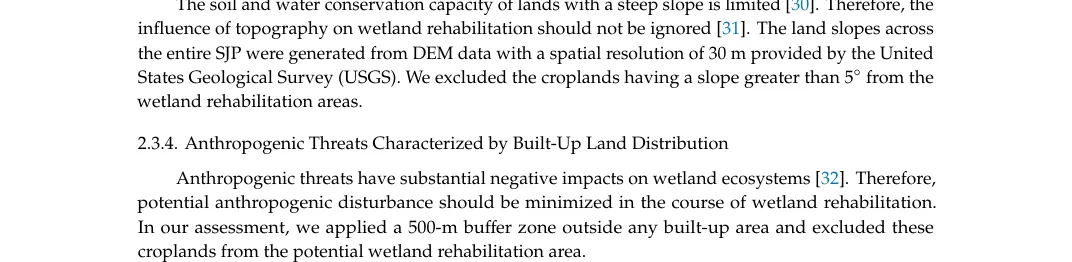 The soil and water conservation capacity of lands with a steep slope is limited [30]. Therefore, the
influence of topography on wetland rehabilitation should not be ignored [31]. The land slopes across
the entire SJP were generated from DEM data with a spatial resolution of 30 m provided by the United
States Geological Survey (USGS). We excluded the croplands having a slope greater than 5° from the
wetland rehabilitation areas.
2.3.4. Anthropogenic Threats Characterized by Built-Up Land Distribution
Anthropogenic threats have substantial negative impacts on wetland ecosystems [32]. Therefore,
potential anthropogenic disturbance should be minimized in the course of wetland rehabilitation.
In our assessment, we applied a 500-m buffer zone outside any built-up area and excluded these
croplands from the potential wetland rehabilitation area.